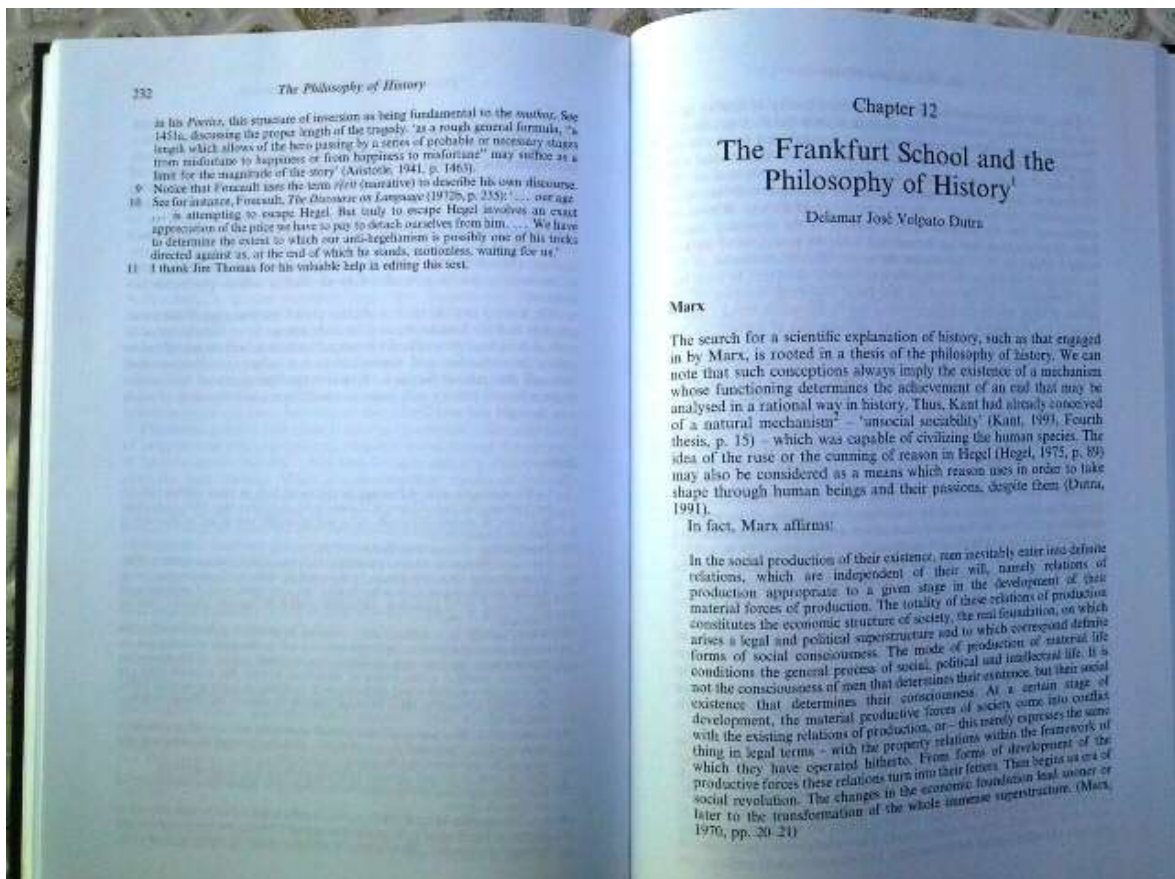 232 The Philosophy of History
in his Poetics, this structure of inversion as being fundamental to the muthos. See
1451a, discussing the proper length of the tragedy. 'as a rough general formula, "a
length which allows of the hero passing by a series of probable or necessary stages
from misfortune to happiness or from happiness to misfortune" may suffice as a
limit for the magnitude of the story' (Aristotle, 1941, p. 1463).
9 Notice that Foucault uses the term récit (narrative) to describe his own discourse.
10 See for instance, Foucault, The Discourse on Language (1972b, p. 235): '… our age
… is attempting to escape Hegel. But truly to escape Hegel involves an exact
appreciation of the price we have to pay to detach ourselves from him. … We have
to determine the extent to which our anti-hegelianism is possibly one of his tricks
directed against us, at the end of which he stands, motionless, waiting for us.'
11 I thank Jim Thomas for his valuable help in editing this text.
Chapter 12
The Frankfurt School and the
Philosophy of History¹
Delamar José Volpato Dutra
Marx
The search for a scientific explanation of history, such as that engaged
in by Marx, is rooted in a thesis of the philosophy of history. We can
note that such conceptions always imply the existence of a mechanism
whose functioning determines the achievement of an end that may be
analysed in a rational way in history. Thus, Kant had already conceived
of a natural mechanism² – 'unsocial sociability' (Kant, 1993, Fourth
thesis, p. 15) – which was capable of civilizing the human species. The
idea of the ruse or the cunning of reason in Hegel (Hegel, 1975, p. 89)
may also be considered as a means which reason uses in order to take
shape through human beings and their passions, despite them (Dutra,
1991).
In fact, Marx affirms:
In the social production of their existence, men inevitably enter into definite
relations, which are independent of their will, namely relations of
production appropriate to a given stage in the development of their
material forces of production. The totality of these relations of production
constitutes the economic structure of society, the real foundation, on which
arises a legal and political superstructure and to which correspond definite
forms of social consciousness. The mode of production of material life
conditions the general process of social, political and intellectual life. It is
not the consciousness of men that determines their existence, but their social
existence that determines their consciousness. At a certain stage of
development, the material productive forces of society come into conflict
with the existing relations of production, or – this merely expresses the same
thing in legal terms – with the property relations within the framework of
which they have operated hitherto. From forms of development of the
productive forces these relations turn into their fetters. Then begins an era of
social revolution. The changes in the economic foundation lead sooner or
later to the transformation of the whole immense superstructure. (Marx,
1970, pp. 20–21)